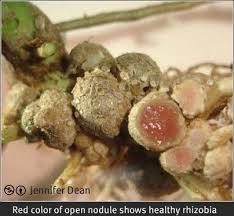 Jennifer Dean
Red color of open nodule shows healthy rhizobia